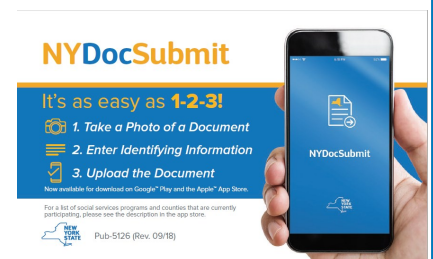 NYDocSubmit
It's as easy as 1-2-3!
1. Take a Photo of a Document
2. Enter Identifying Information
3. Upload the Document
Now available for download on Google™ Play and the Apple™ App Store.
For a list of social services programs and counties that are currently
participating, please see the description in the app store.
NEW
YORK
STATE
Pub-5126 (Rev. 09/18)
NYDocSubmit